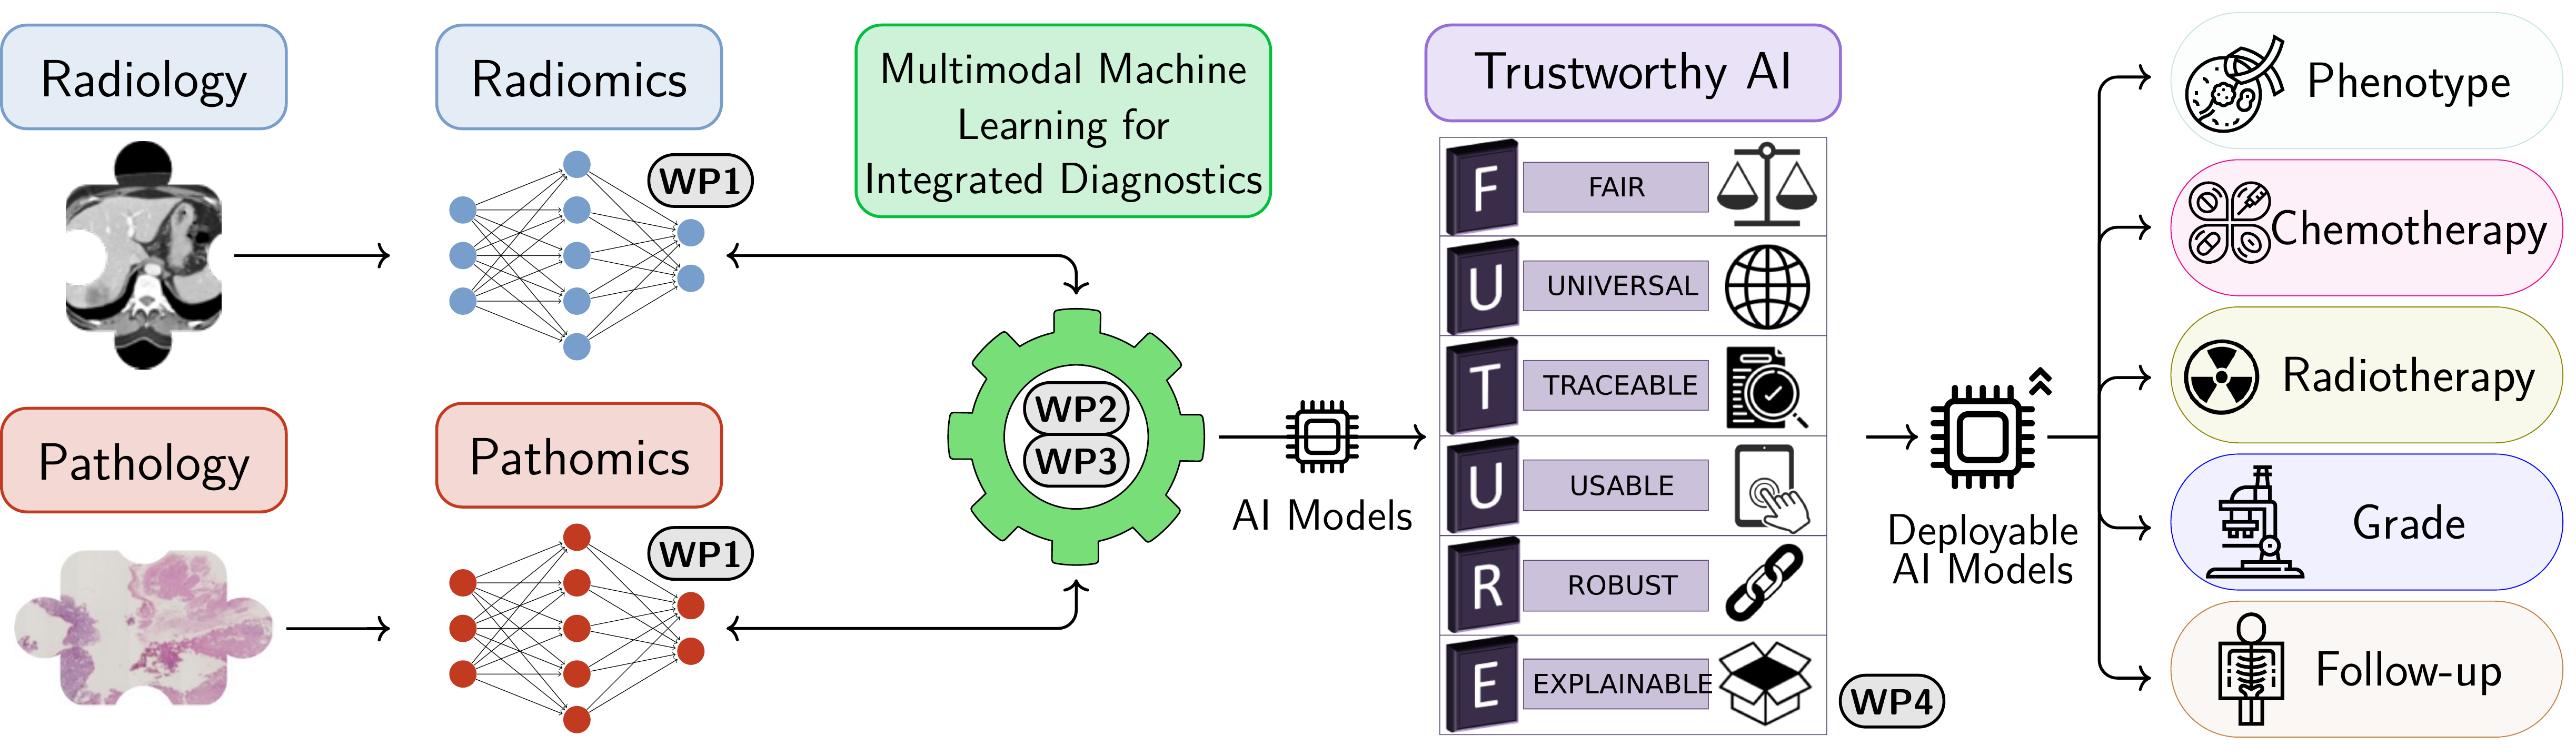 Radiology
Radiomics
WP1
Pathology
Pathomics
WP1
Multimodal Machine
Learning for
Integrated Diagnostics
WP2
WP3
AI Models
Trustworthy AI
F FAIR
U UNIVERSAL
T TRACEABLE
U USABLE
R ROBUST
E EXPLAINABLE
WP4
Deployable
AI Models
Phenotype
Chemotherapy
Radiotherapy
Grade
Follow-up